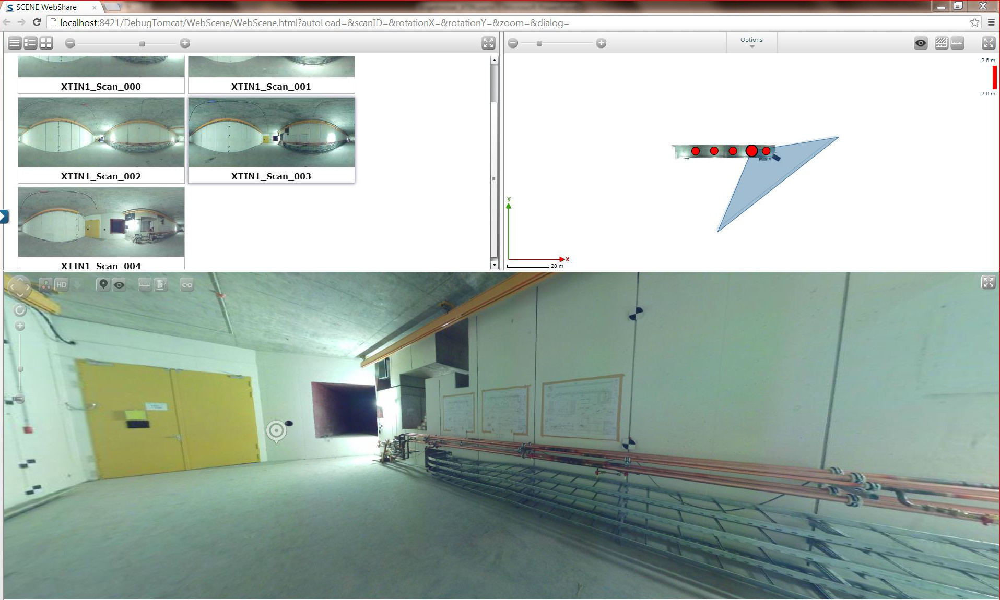 SCENE WebShare
localhost:8421/DebugTomcat/WebScene/WebScene.html?autoLoad=&scanID=&rotationX=&rotationY=&zoom=&dialog=
Options
-2.6 m
-2.6 m
XTIN1_Scan_000
XTIN1_Scan_001
XTIN1_Scan_002
XTIN1_Scan_003
XTIN1_Scan_004
y
x
20 m
HD